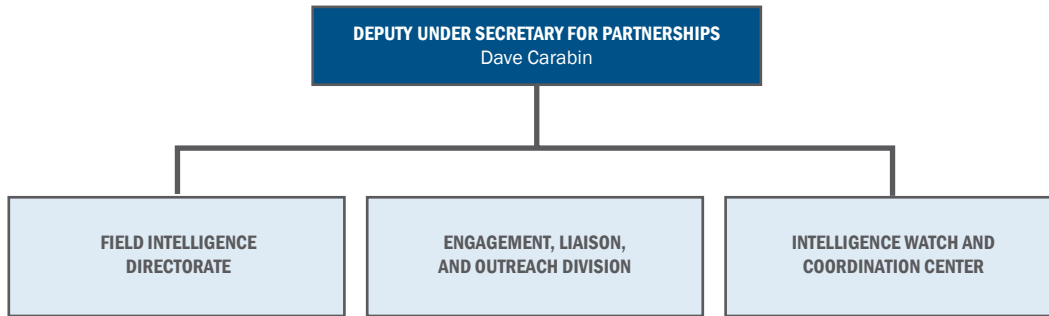 DEPUTY UNDER SECRETARY FOR PARTNERSHIPS
Dave Carabin
FIELD INTELLIGENCE
DIRECTORATE
ENGAGEMENT, LIAISON,
AND OUTREACH DIVISION
INTELLIGENCE WATCH AND
COORDINATION CENTER